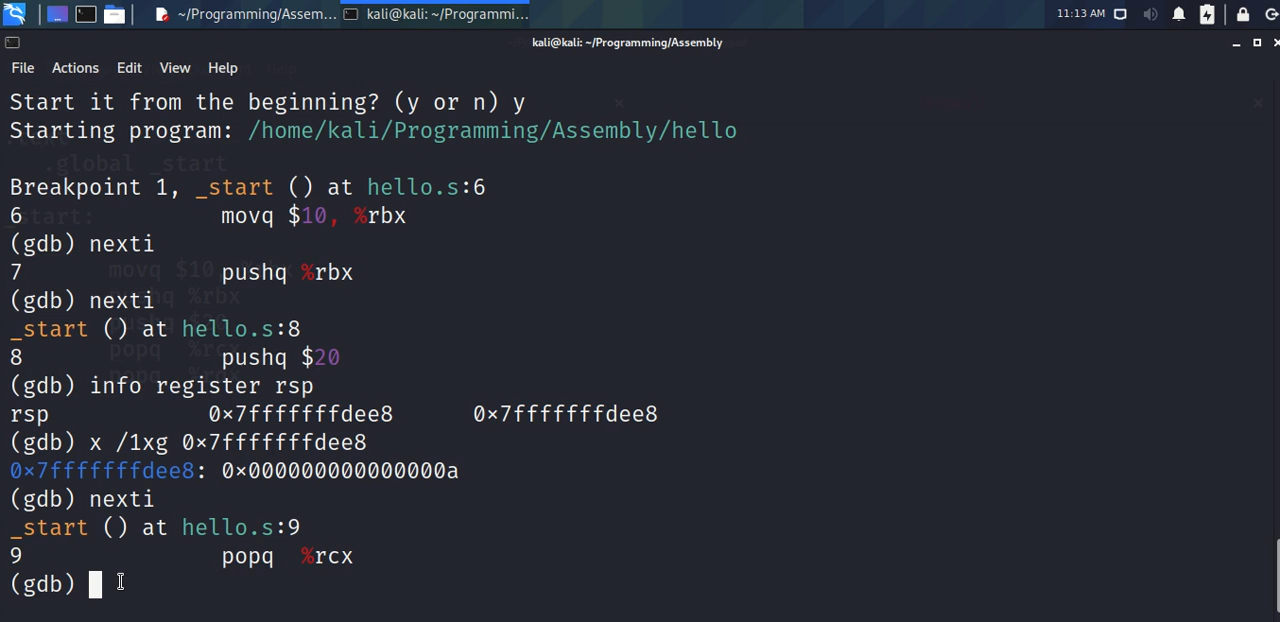 ~/Programming/Assem...
kali@kali: ~/Programmi...
11:13 AM
kali@kali: ~/Programming/Assembly
File Actions Edit View Help
Start it from the beginning? (y or n) y
Starting program: /home/kali/Programming/Assembly/hello
.global _start
Breakpoint 1, _start () at hello.s:6
6 movq $10, %rbx
(gdb) nexti
7 pushq %rbx
(gdb) nexti
_start () at hello.s:8
8 pushq $20
(gdb) info register rsp
rsp 0x7fffffffdee8 0x7fffffffdee8
(gdb) x /1xg 0x7fffffffdee8
0x7fffffffdee8: 0x000000000000000a
(gdb) nexti
_start () at hello.s:9
9 popq %rcx
(gdb)